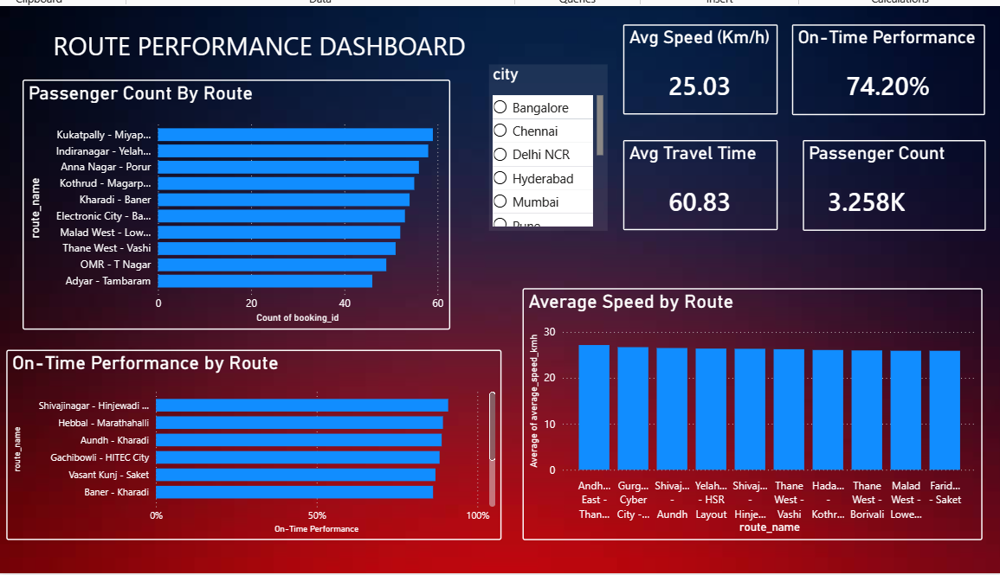 Clipboard
Data
Queries
Insert
Calculations
ROUTE PERFORMANCE DASHBOARD
Passenger Count By Route
route_name
Kukatpally - Miyap...
Indiranagar - Yelah...
Anna Nagar - Porur
Kothrud - Magarp...
Kharadi - Baner
Electronic City - Ba...
Malad West - Low...
Thane West - Vashi
OMR - T Nagar
Adyar - Tambaram
0 20 40 60
Count of booking_id
city
Bangalore
Chennai
Delhi NCR
Hyderabad
Mumbai
Pune
Avg Speed (Km/h)
25.03
On-Time Performance
74.20%
Avg Travel Time
60.83
Passenger Count
3.258K
On-Time Performance by Route
route_name
Shivajinagar - Hinjewadi ...
Hebbal - Marathahalli
Aundh - Kharadi
Gachibowli - HITEC City
Vasant Kunj - Saket
Baner - Kharadi
0% 50% 100%
On-Time Performance
Average Speed by Route
Average of average_speed_kmh
30
20
10
0
Andh... Gurg... Shivaj... Yelah... Shivaj... Thane Hada... Thane Malad Farid...
East - Cyber - - HSR - West - - West - West - - Saket
Than... City -... Aundh Layout Hinje... Vashi Kothr... Borivali Lowe...
route_name